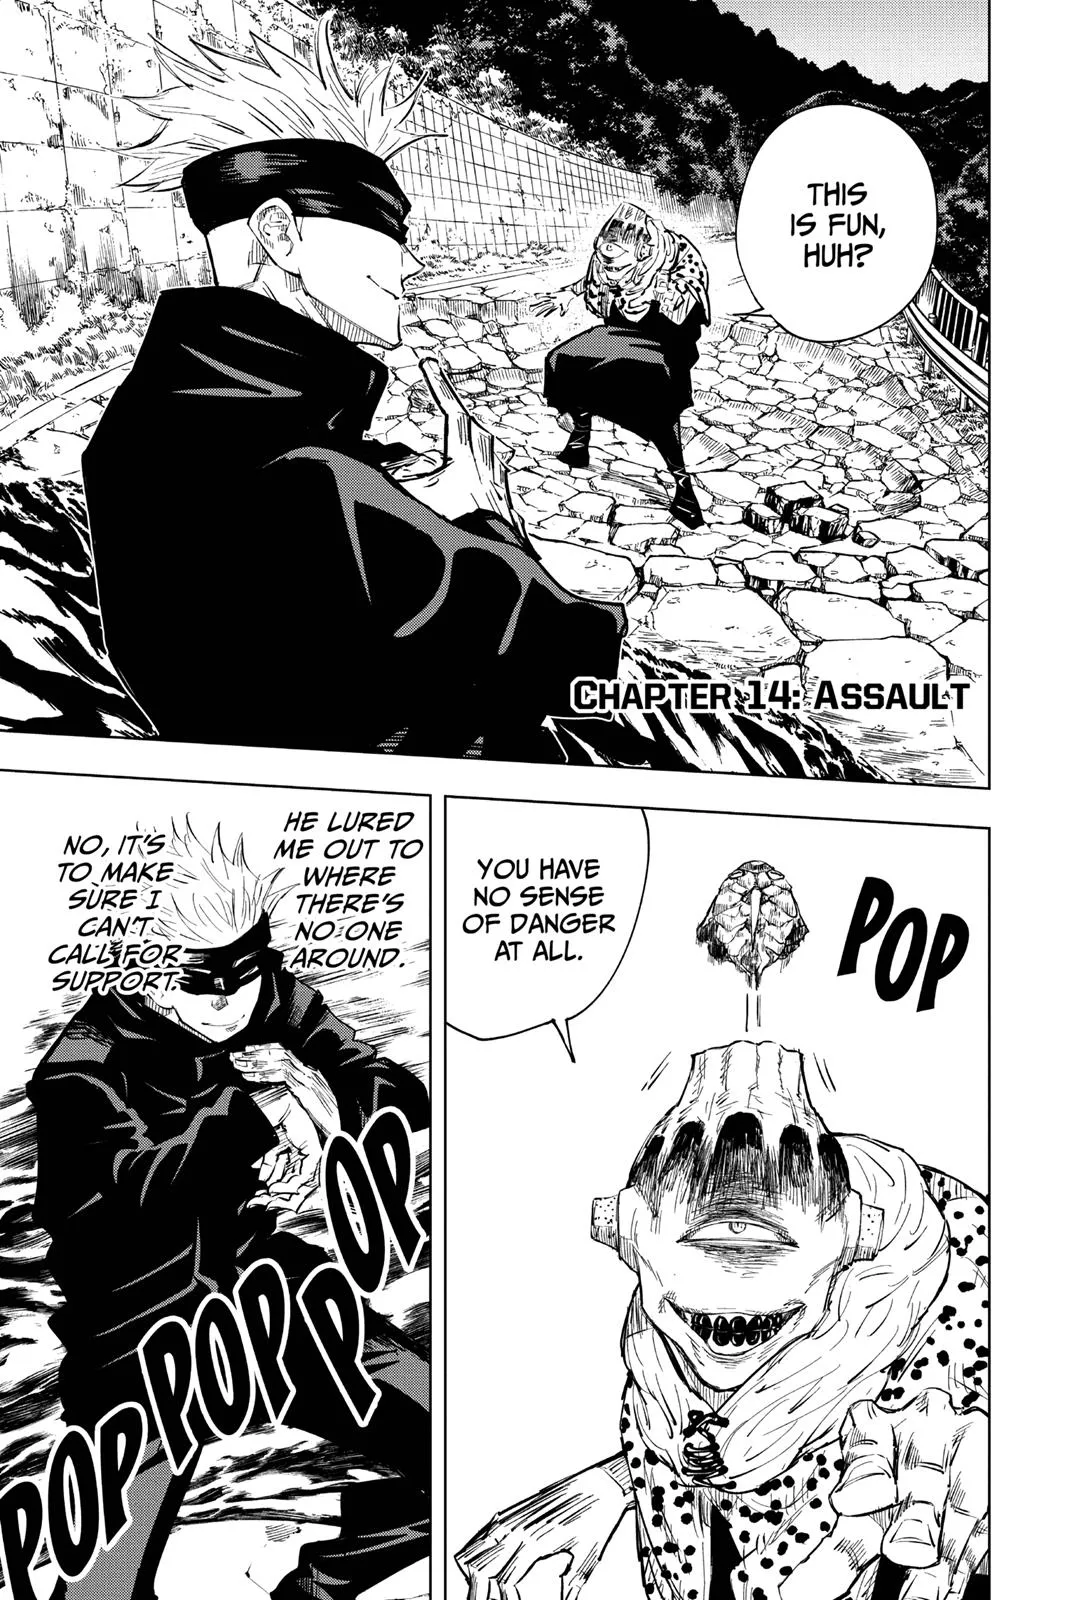 THIS
IS FUN,
HUH?
CHAPTER 14: ASSAULT
POP
YOU HAVE
NO SENSE
OF DANGER
AT ALL.
HE LURED
ME OUT TO
WHERE
THERE'S
NO ONE
AROUND.
NO, IT'S
TO MAKE
SURE I
CAN'T
CALL FOR
SUPPORT.
POP
POP
POP
POP